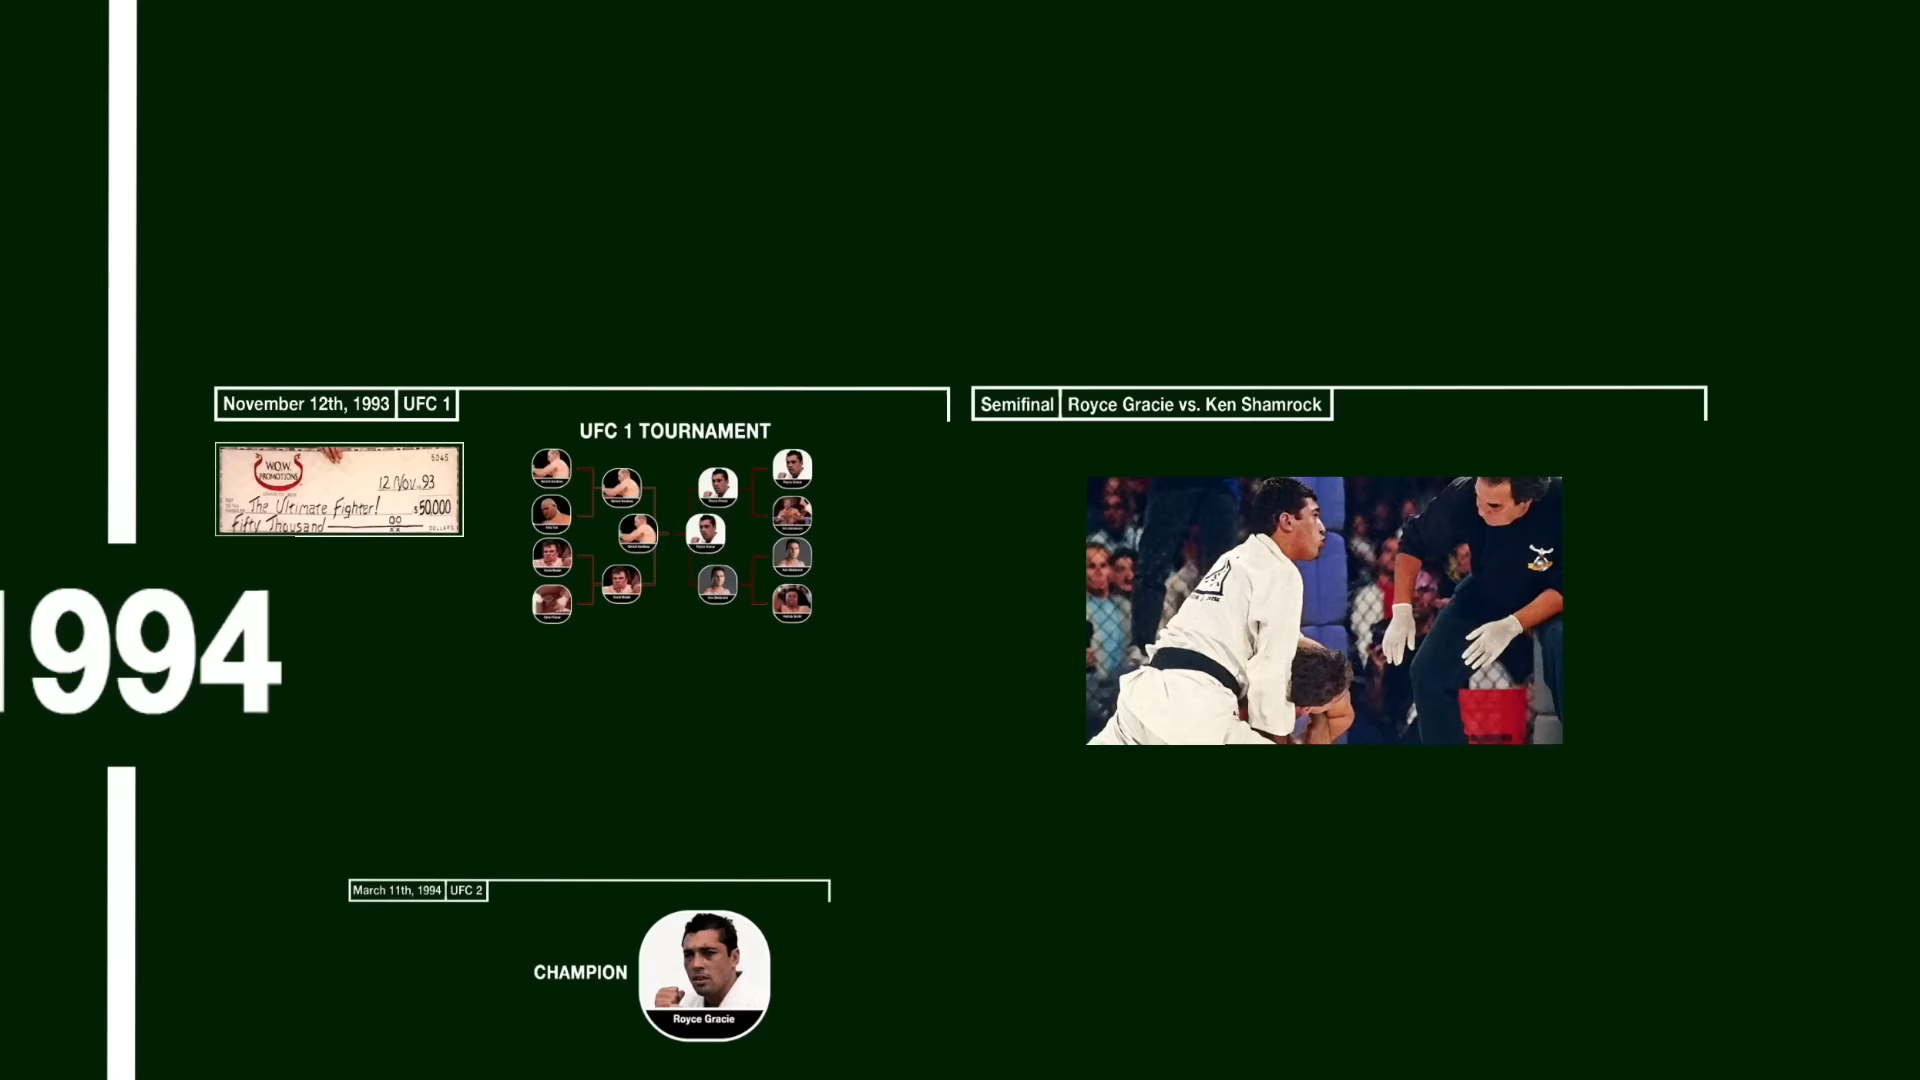 November 12th, 1993 UFC 1
Semifinal Royce Gracie vs. Ken Shamrock
UFC 1 TOURNAMENT
5045
W.O.W.
PROMOTIONS
12 Nov. 93
The Ultimate Fighter! $50,000
Fifty Thousand 00
xx DOLLARS
1994
March 11th, 1994 UFC 2
CHAMPION
Royce Gracie